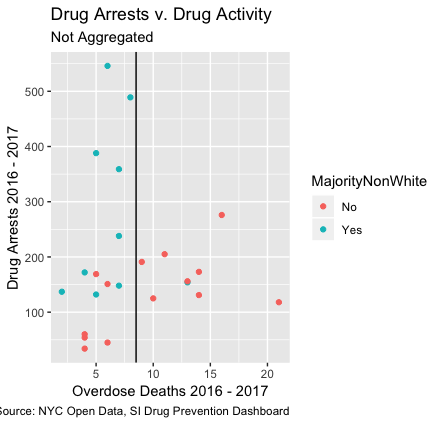 Drug Arrests v. Drug Activity
Not Aggregated
Drug Arrests 2016 - 2017
500
400
300
200
100
5
10
15
20
Overdose Deaths 2016 - 2017
MajorityNonWhite
No
Yes
Source: NYC Open Data, SI Drug Prevention Dashboard